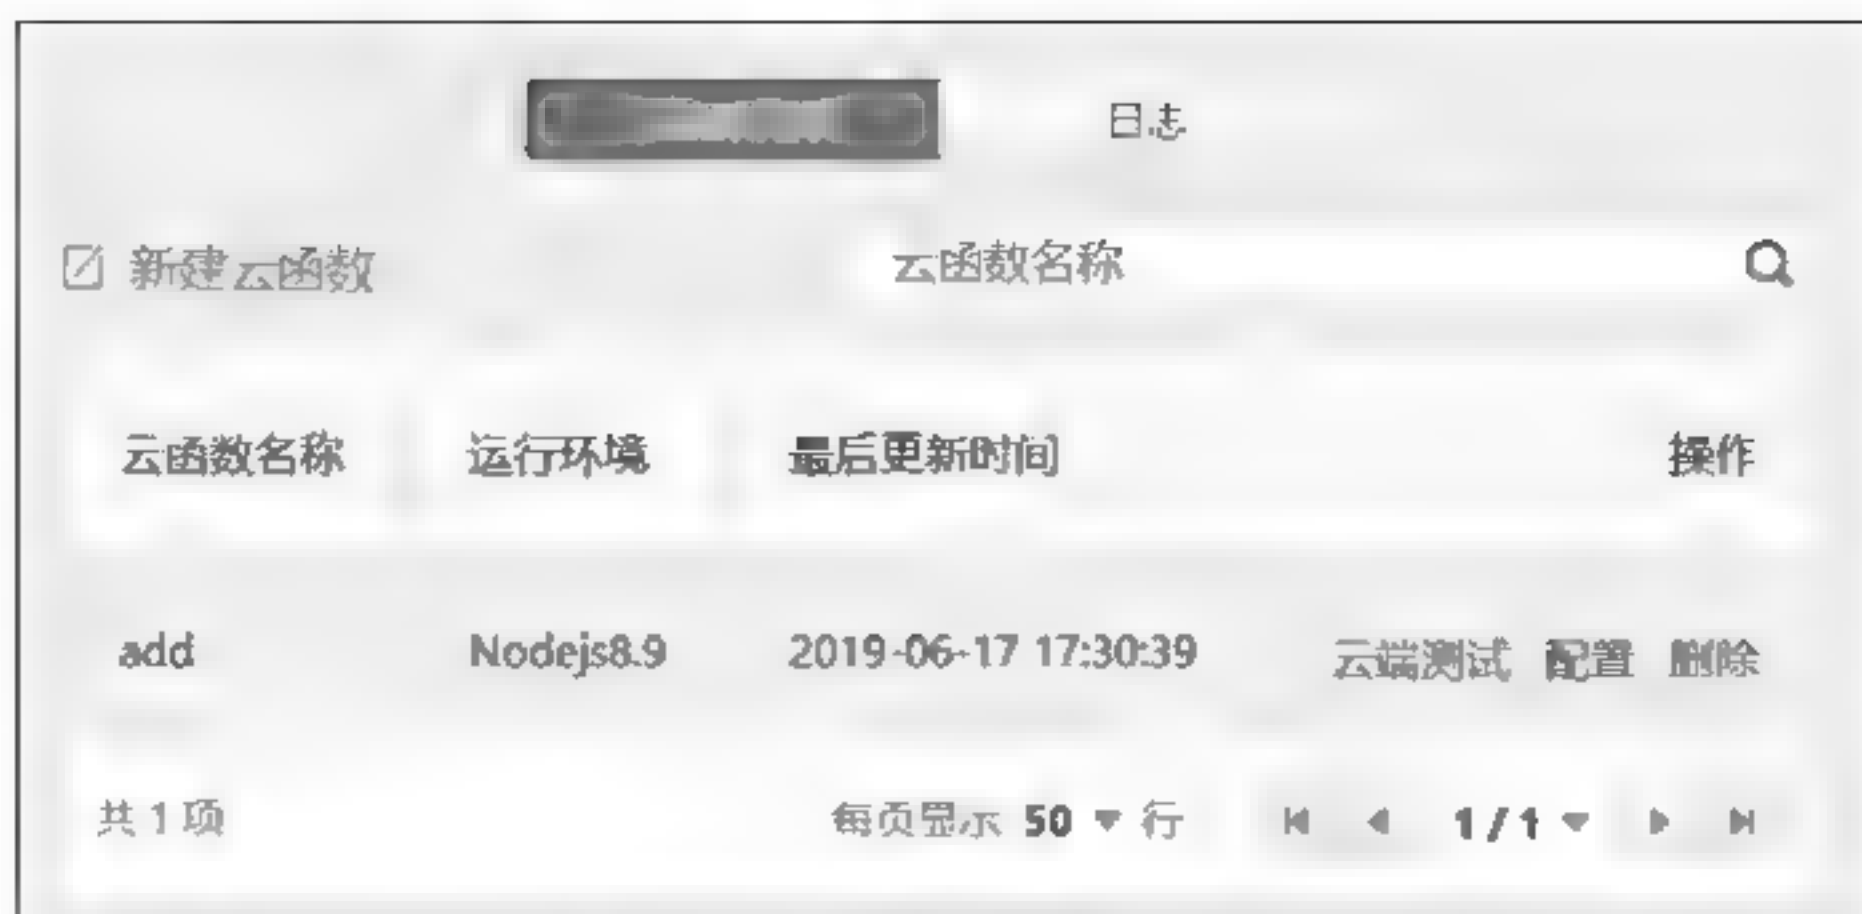 日志
新建云函数 云函数名称
云函数名称 运行环境 最后更新时间 操作
add Nodejs8.9 2019-06-17 17:30:39 云端测试 配置 删除
共 1 项 每页显示 50 行 1/1